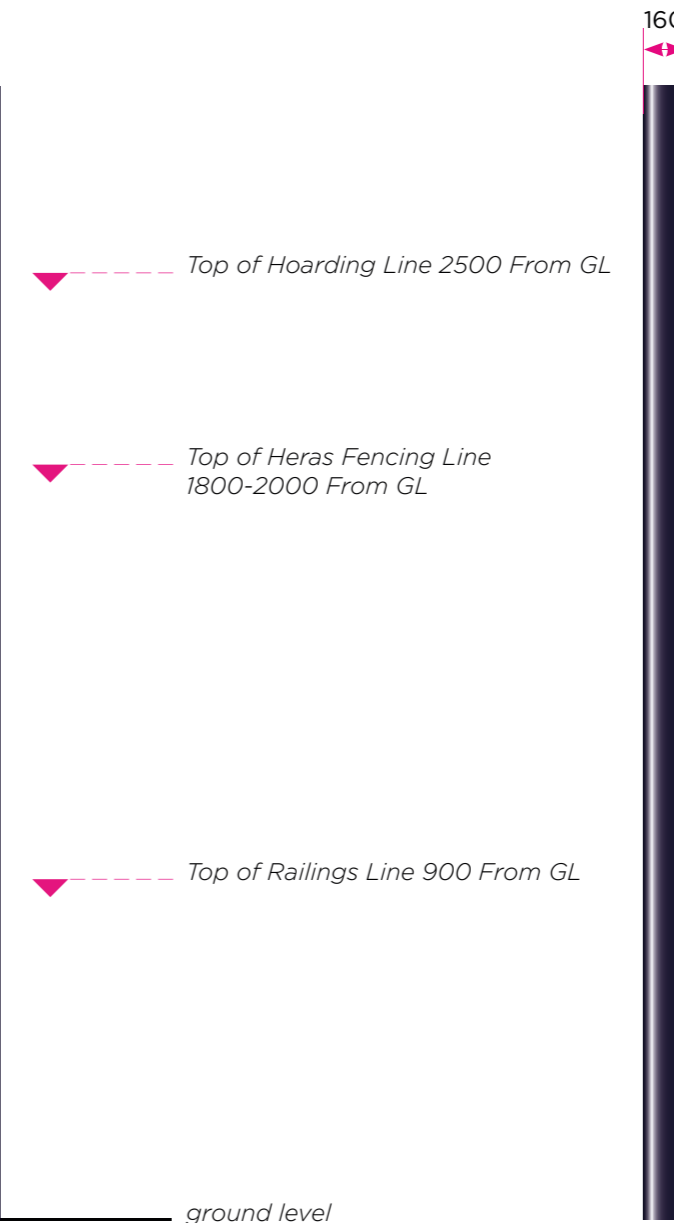 160
Top of Hoarding Line 2500 From GL
Top of Heras Fencing Line
1800-2000 From GL
Top of Railings Line 900 From GL
ground level